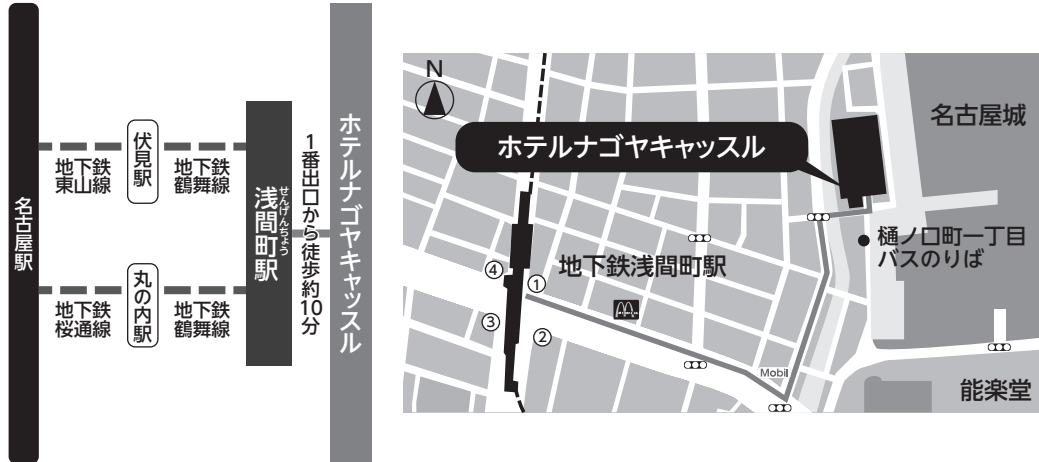 名古屋駅
地下鉄
東山線
伏見駅
地下鉄
鶴舞線
地下鉄
桜通線
丸の内駅
地下鉄
鶴舞線
浅間町駅
せんげんちょう
1番出口から徒歩約10分
ホテルナゴヤキャッスル
N
ホテルナゴヤキャッスル
名古屋城
樋ノ口町一丁目
バスのりば
地下鉄浅間町駅
④
①
③
②
Mobil
能楽堂